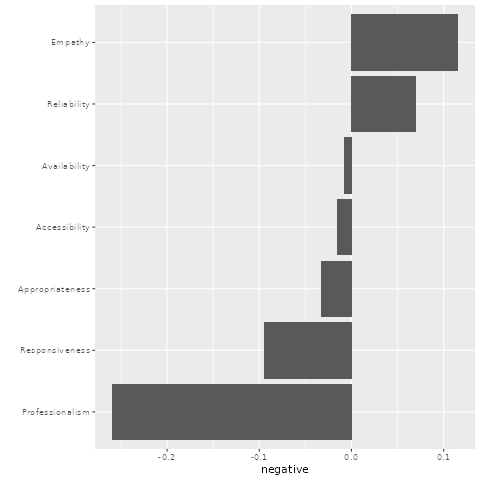 Empathy
Reliability
Availability
Accessibility
Appropriateness
Responsiveness
Professionalism
-0.2 -0.1 0.0 0.1
negative